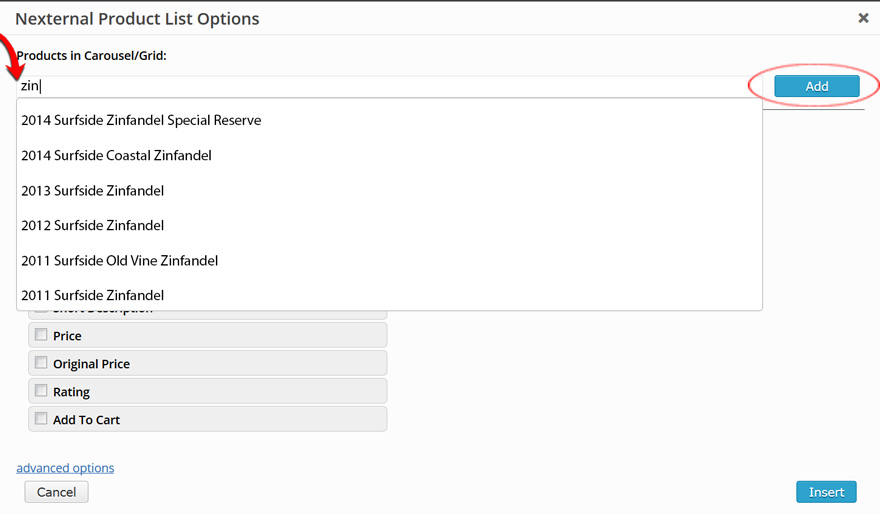 Nexternal Product List Options
Products in Carousel/Grid:
zin
Add
2014 Surfside Zinfandel Special Reserve
2014 Surfside Coastal Zinfandel
2013 Surfside Zinfandel
2012 Surfside Zinfandel
2011 Surfside Old Vine Zinfandel
2011 Surfside Zinfandel
Short Description
Price
Original Price
Rating
Add To Cart
advanced options
Cancel
Insert